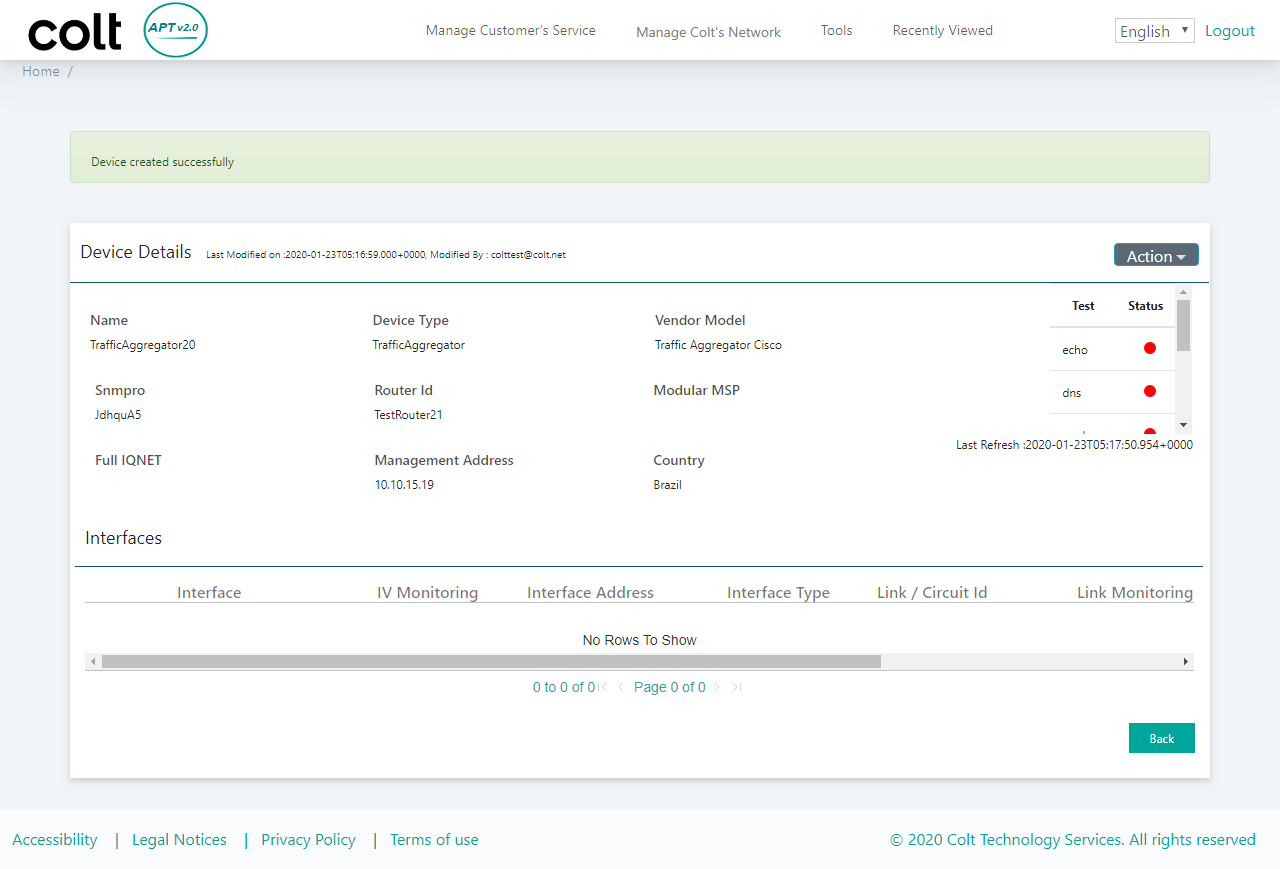 colt APT v2.0 Manage Customer's Service Manage Colt's Network Tools Recently Viewed English Logout
Home /
Device created successfully
Device Details Last Modified on :2020-01-23T05:16:59.000+0000, Modified By : colttest@colt.net Action
Test Status
Name Device Type Vendor Model
TrafficAggregator20 TrafficAggregator Traffic Aggregator Cisco
echo
Snmpro Router Id Modular MSP
dns
JdhquA5 TestRouter21
Last Refresh :2020-01-23T05:17:50.954+0000
Full IQNET Management Address Country
10.10.15.19 Brazil
Interfaces
Interface IV Monitoring Interface Address Interface Type Link / Circuit Id Link Monitoring
No Rows To Show
0 to 0 of 0 Page 0 of 0
Back
Accessibility | Legal Notices | Privacy Policy | Terms of use © 2020 Colt Technology Services. All rights reserved